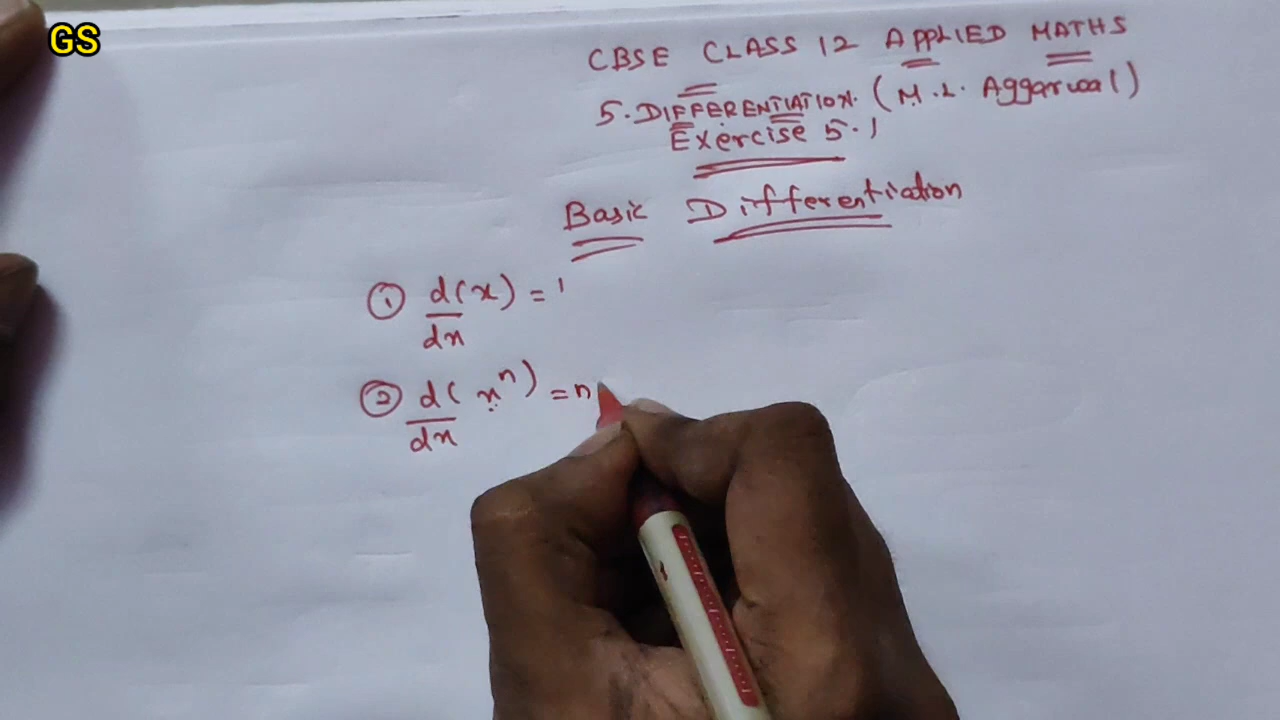 GS
CBSE CLASS 12 APPLIED MATHS
5. DIFFERENTIATION. (M.L. Aggarwal)
Exercise 5.1
Basic Differentiation
① d(x) = 1
dx
② d( xⁿ) = n
dx